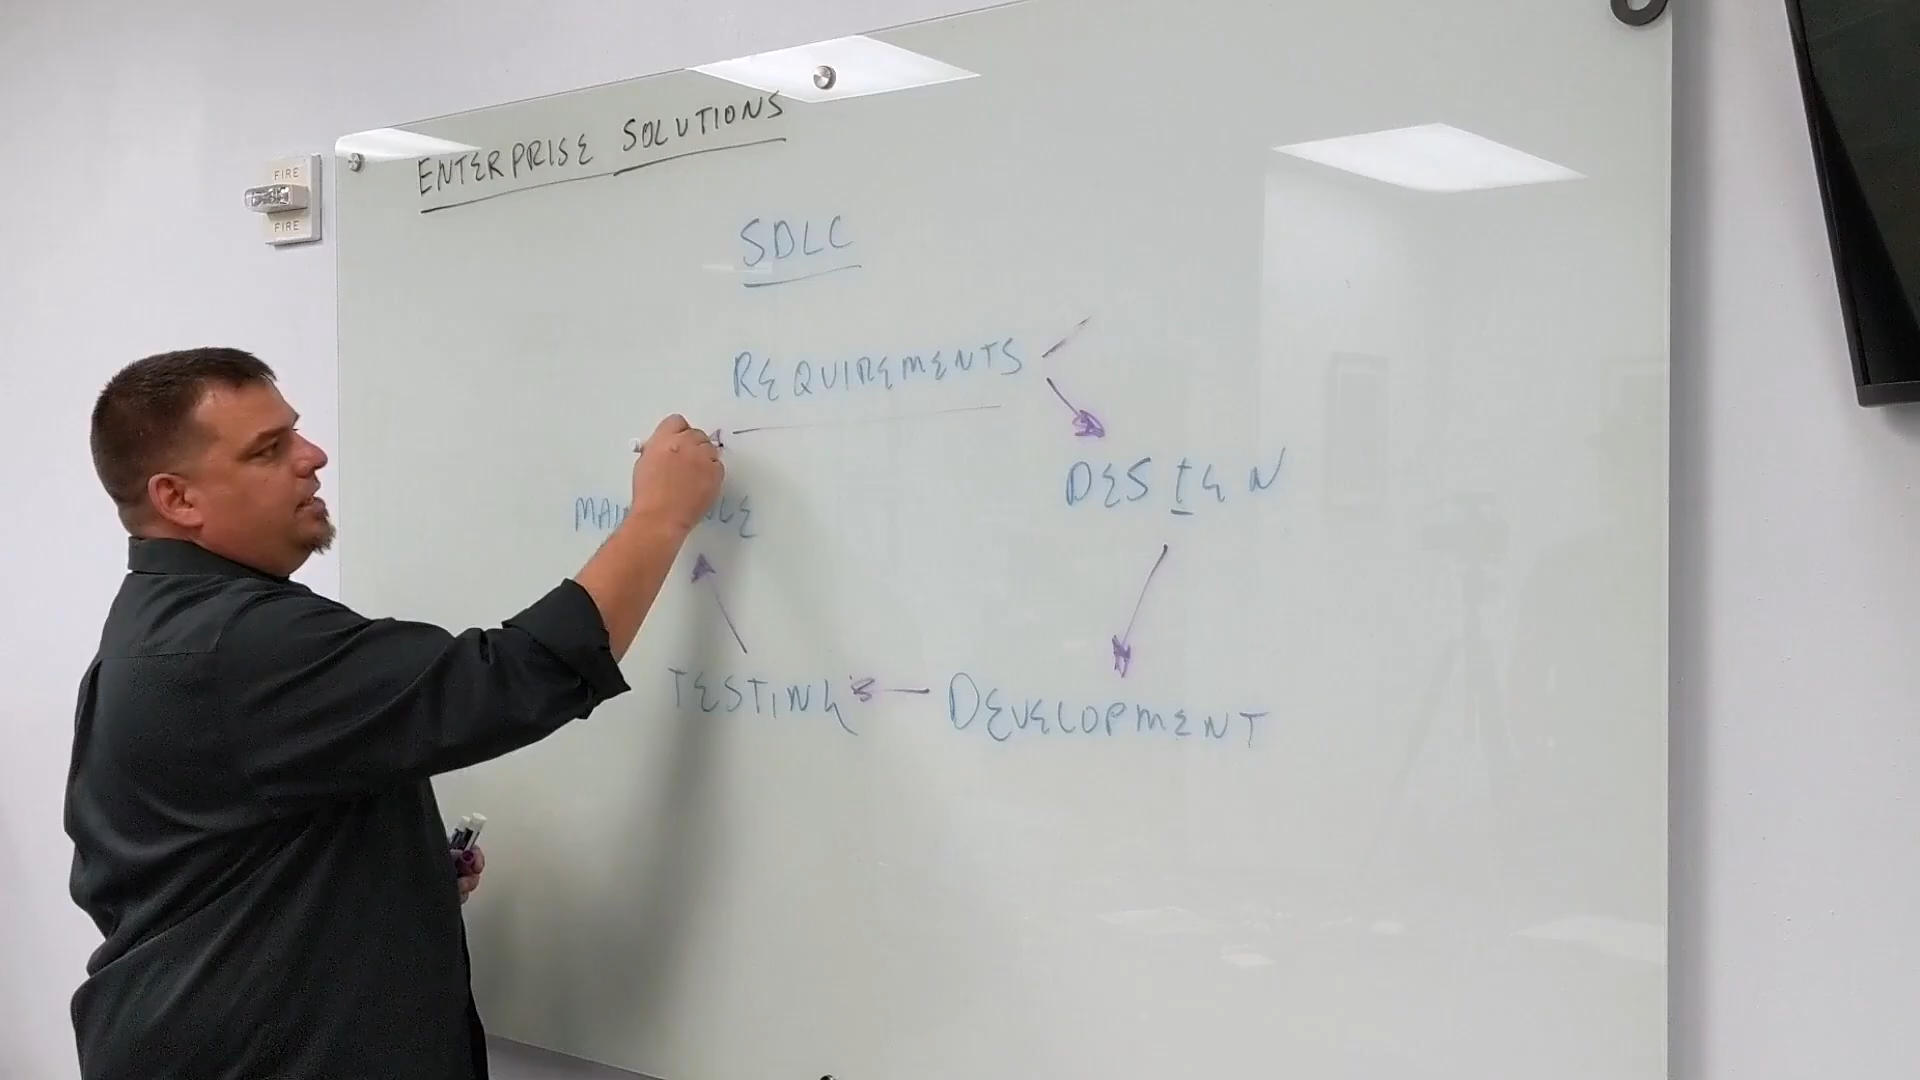 ENTERPRISE SOLUTIONS
FIRE
FIRE
SDLC
REQUIREMENTS
DESIGN
TESTING
DEVELOPMENT